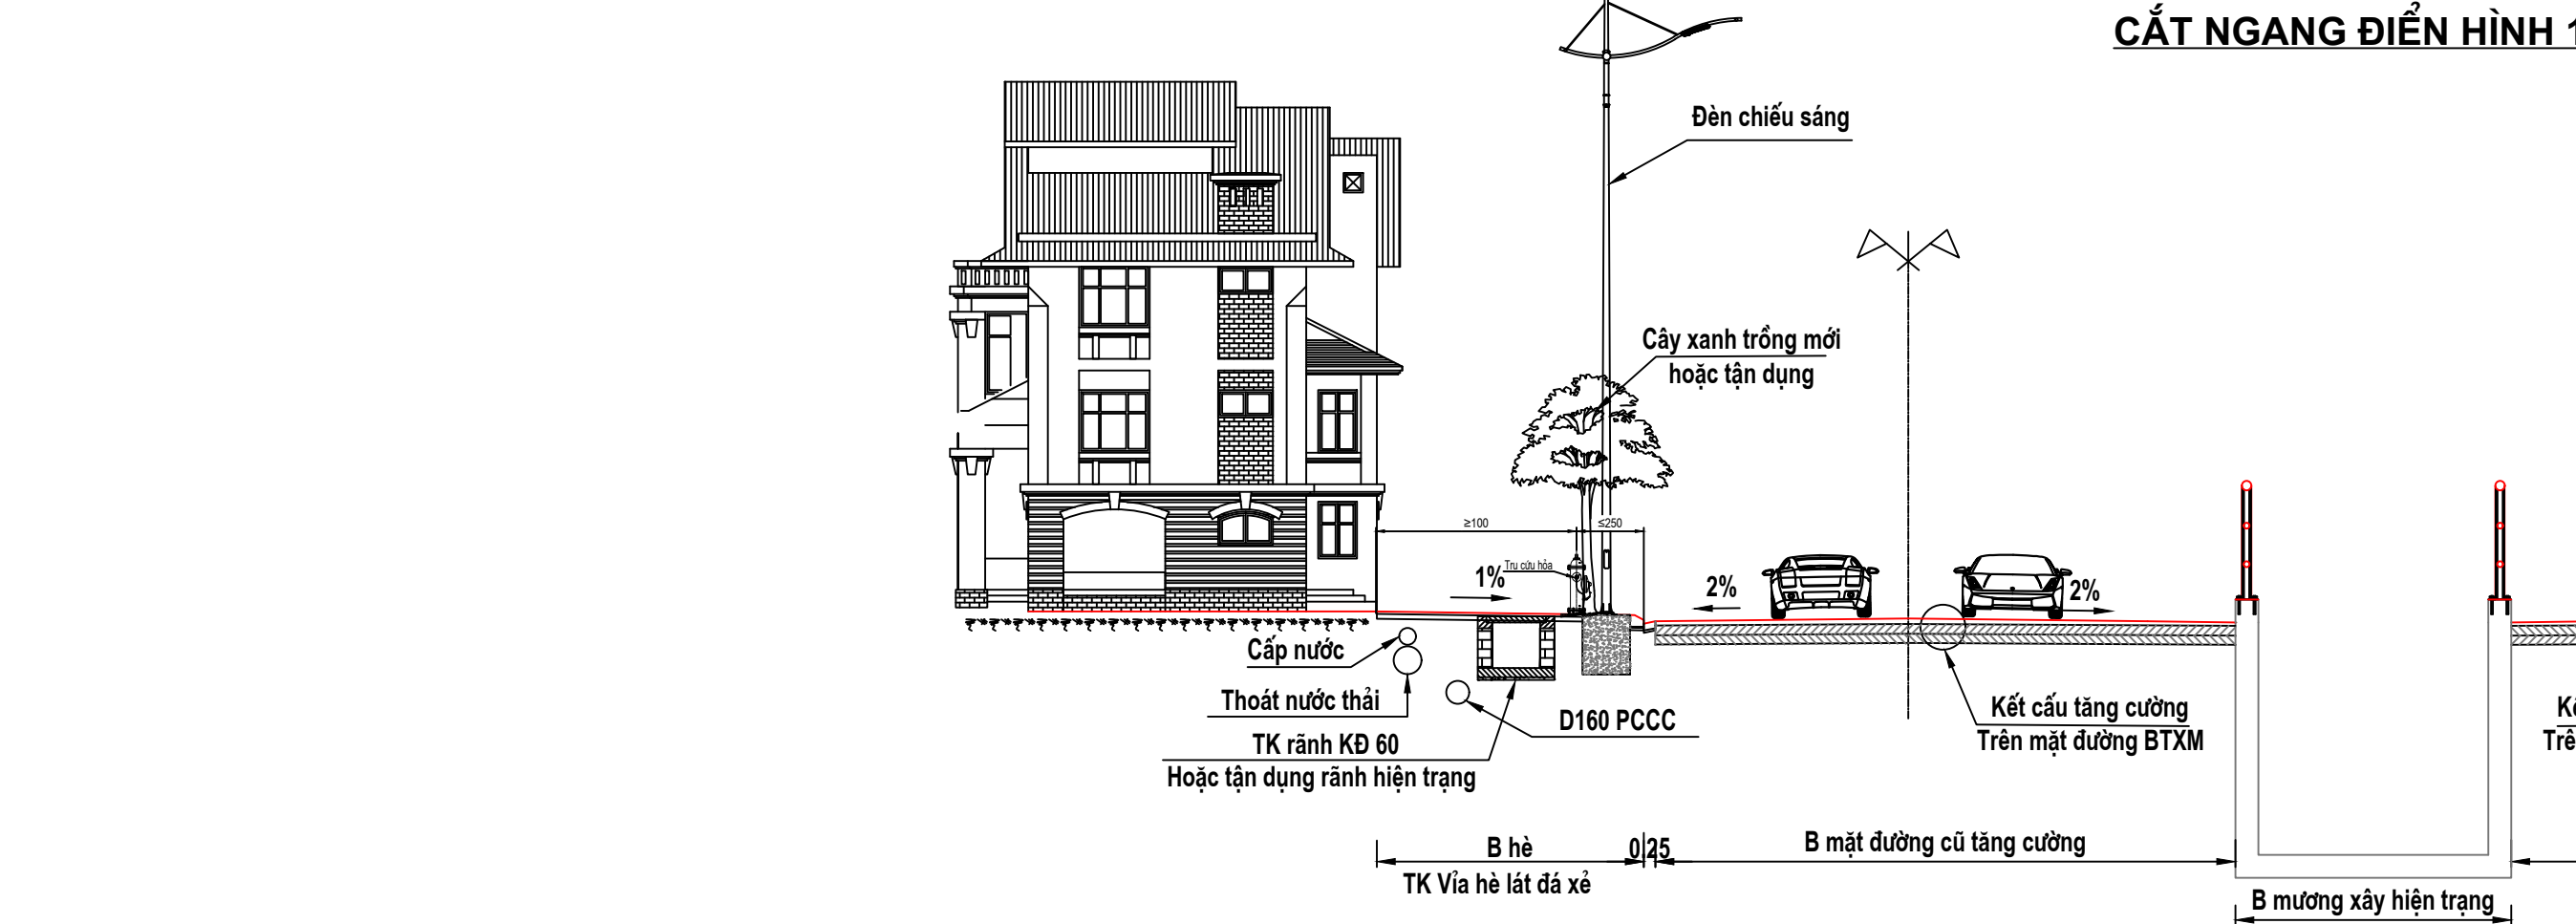 CẮT NGANG ĐIỂN HÌNH 1
Đèn chiếu sáng
Cây xanh trồng mới
hoặc tận dụng
≥100
≤250
Trụ cứu hỏa
1%
2%
2%
Cấp nước
Thoát nước thải
D160 PCCC
TK rãnh KĐ 60
Hoặc tận dụng rãnh hiện trạng
Kết cấu tăng cường
Trên mặt đường BTXM
B hè
0.25
B mặt đường cũ tăng cường
TK Vỉa hè lát đá xẻ
B mương xây hiện trạng